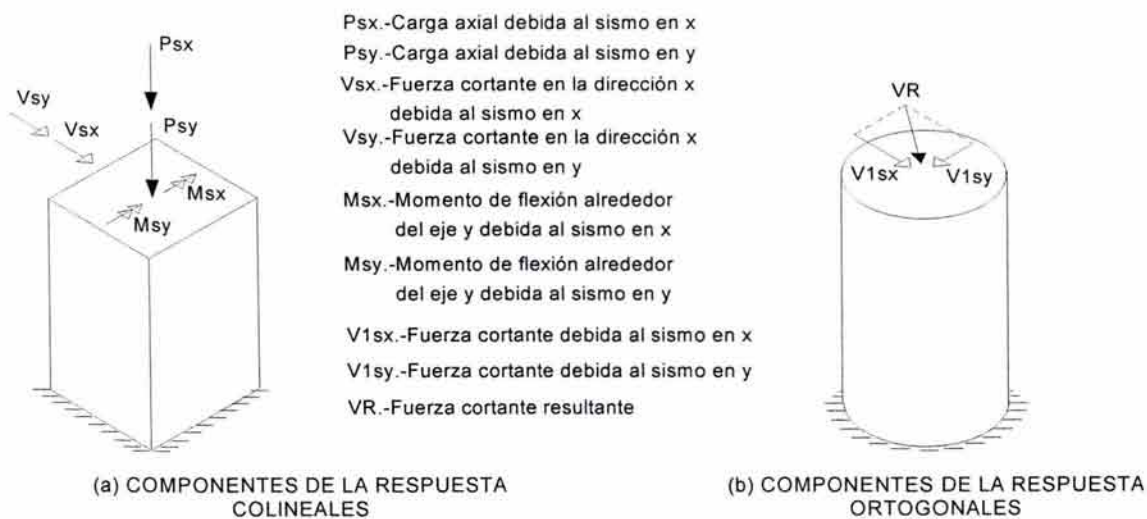 Psx
Vsy
Vsx
Psy
Msx
Msy
Psx.-Carga axial debida al sismo en x
Psy.-Carga axial debida al sismo en y
Vsx.-Fuerza cortante en la dirección x
debida al sismo en x
Vsy.-Fuerza cortante en la dirección x
debida al sismo en y
Msx.-Momento de flexión alrededor
del eje y debida al sismo en x
Msy.-Momento de flexión alrededór
del eje y debida al sismo en y
V1sx.-Fuerza cortante debida al sismo en x
V1sy.-Fuerza cortante debida al sismo en y
VR.-Fuerza cortante resultante
VR
V1sx
V1sy
(a) COMPONENTES DE LA RESPUESTA
COLINEALES
(b) COMPONENTES DE LA RESPUESTA
ORTOGONALES